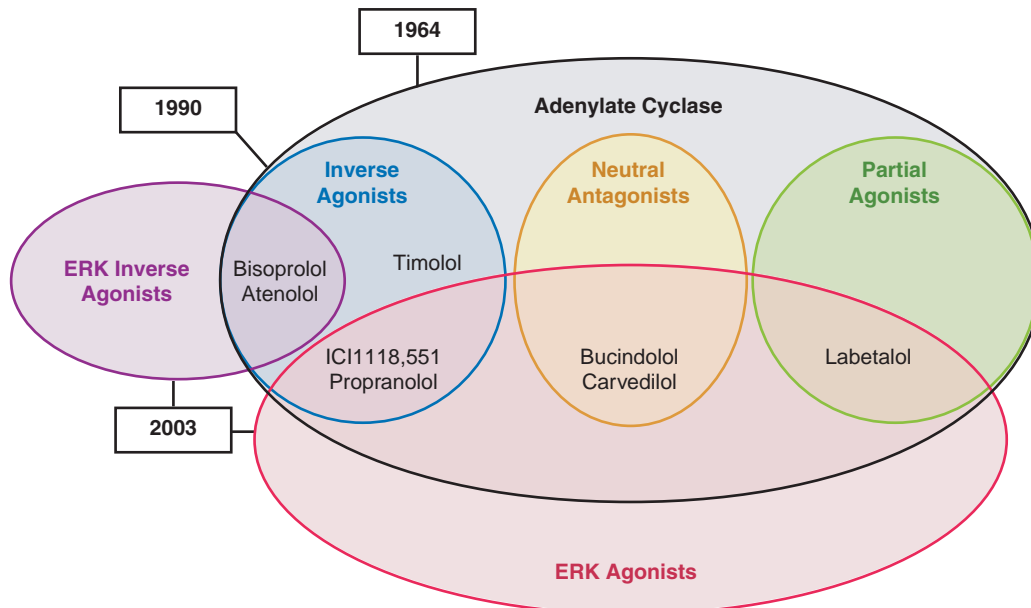 1964
1990
Adenylate Cyclase
Inverse
Agonists
Neutral
Antagonists
Partial
Agonists
ERK Inverse
Agonists
Bisoprolol
Atenolol
Timolol
ICI1118,551
Propranolol
Bucindolol
Carvedilol
Labetalol
2003
ERK Agonists